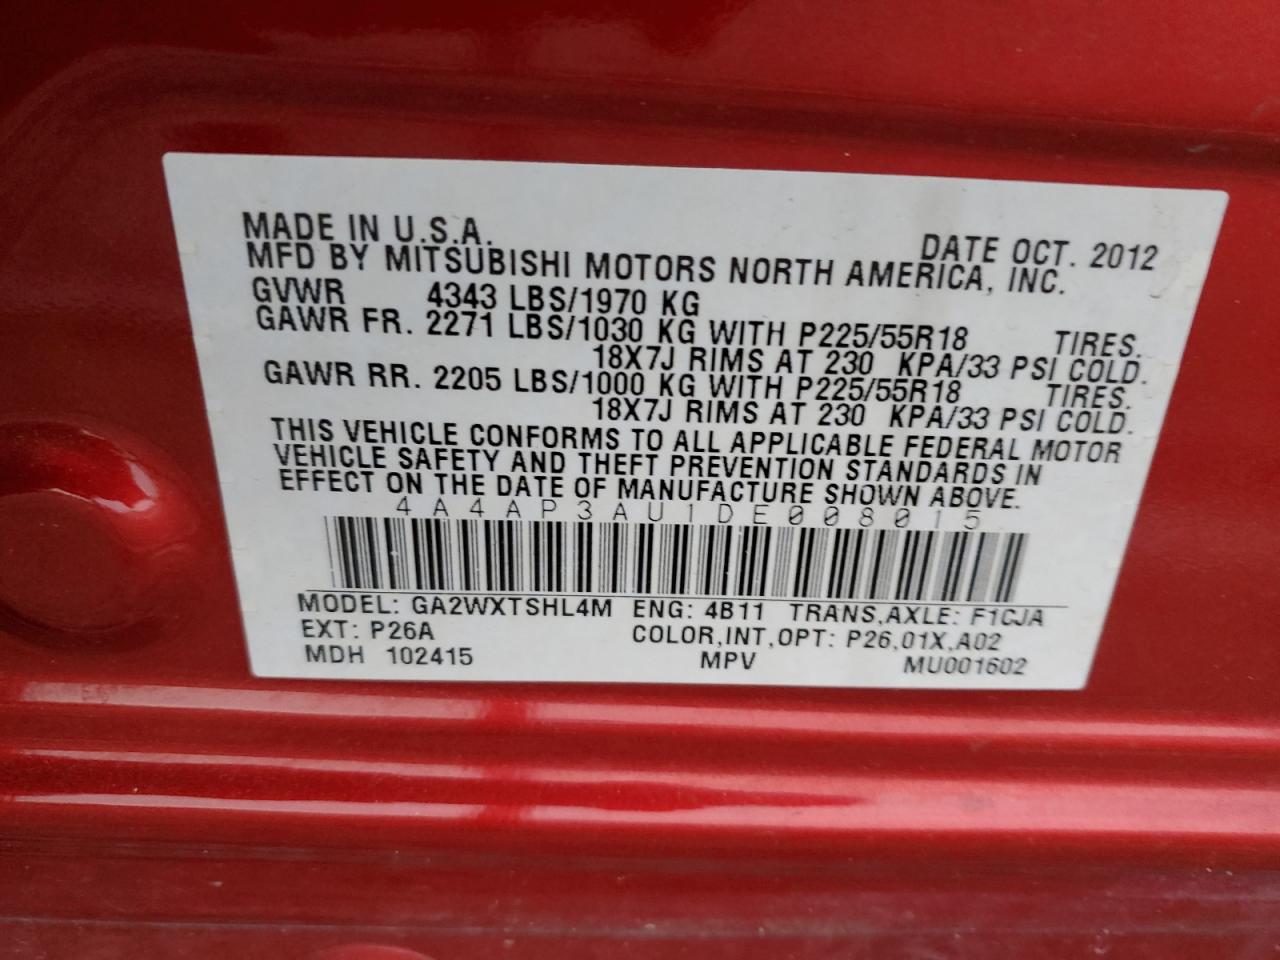 MADE IN U.S.A. DATE OCT. 2012
MFD BY MITSUBISHI MOTORS NORTH AMERICA, INC.
GVWR 4343 LBS/1970 KG
GAWR FR. 2271 LBS/1030 KG WITH P225/55R18 TIRES.
18X7J RIMS AT 230 KPA/33 PSI COLD.
GAWR RR. 2205 LBS/1000 KG WITH P225/55R18 TIRES.
18X7J RIMS AT 230 KPA/33 PSI COLD.
THIS VEHICLE CONFORMS TO ALL APPLICABLE FEDERAL MOTOR
VEHICLE SAFETY AND THEFT PREVENTION STANDARDS IN
EFFECT ON THE DATE OF MANUFACTURE SHOWN ABOVE.
4A4AP3AU1DE008015
MODEL: GA2WXTSHL4M ENG: 4B11 TRANS,AXLE: F1CJA
EXT: P26A COLOR,INT,OPT: P26,01X,A02
MDH 102415 MPV MU001602